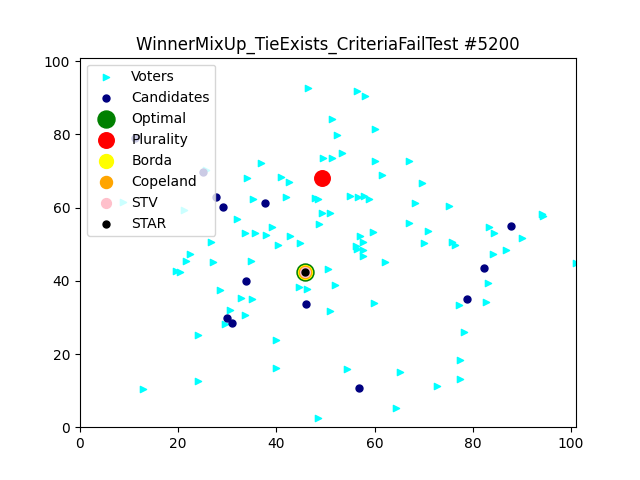 WinnerMixUp_TieExists_CriteriaFailTest #5200
100
80
60
40
20
0
Voters
Candidates
Optimal
Plurality
Borda
Copeland
STV
STAR
0 20 40 60 80 100